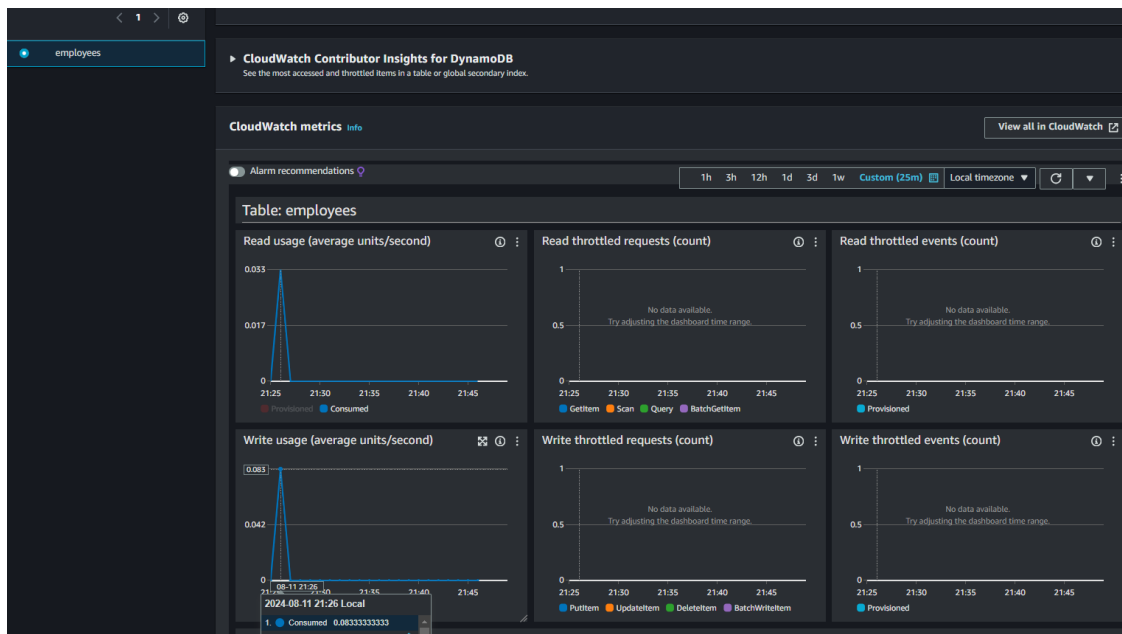 1
employees
CloudWatch Contributor Insights for DynamoDB
See the most accessed and throttled items in a table or global secondary index.
CloudWatch metrics Info
View all in CloudWatch
Alarm recommendations
1h 3h 12h 1d 3d 1w Custom (25m) Local timezone
Table: employees
Read usage (average units/second)
0.033
0.017
0
21:25 21:30 21:35 21:40 21:45
Provisioned Consumed
Read throttled requests (count)
1
No data available.
Try adjusting the dashboard time range.
0.5
0
21:25 21:30 21:35 21:40 21:45
GetItem Scan Query BatchGetItem
Read throttled events (count)
1
No data available.
Try adjusting the dashboard time range.
0.5
0
21:25 21:30 21:35 21:40 21:45
Provisioned
Write usage (average units/second)
0.083
0.042
0
08-11 21:26
21:35 21:40 21:45
2024-08-11 21:26 Local
1. Consumed 0.08333333333
Write throttled requests (count)
1
No data available.
Try adjusting the dashboard time range.
0.5
0
21:25 21:30 21:35 21:40 21:45
PutItem UpdateItem DeleteItem BatchWriteItem
Write throttled events (count)
1
No data available.
Try adjusting the dashboard time range.
0.5
0
21:25 21:30 21:35 21:40 21:45
Provisioned